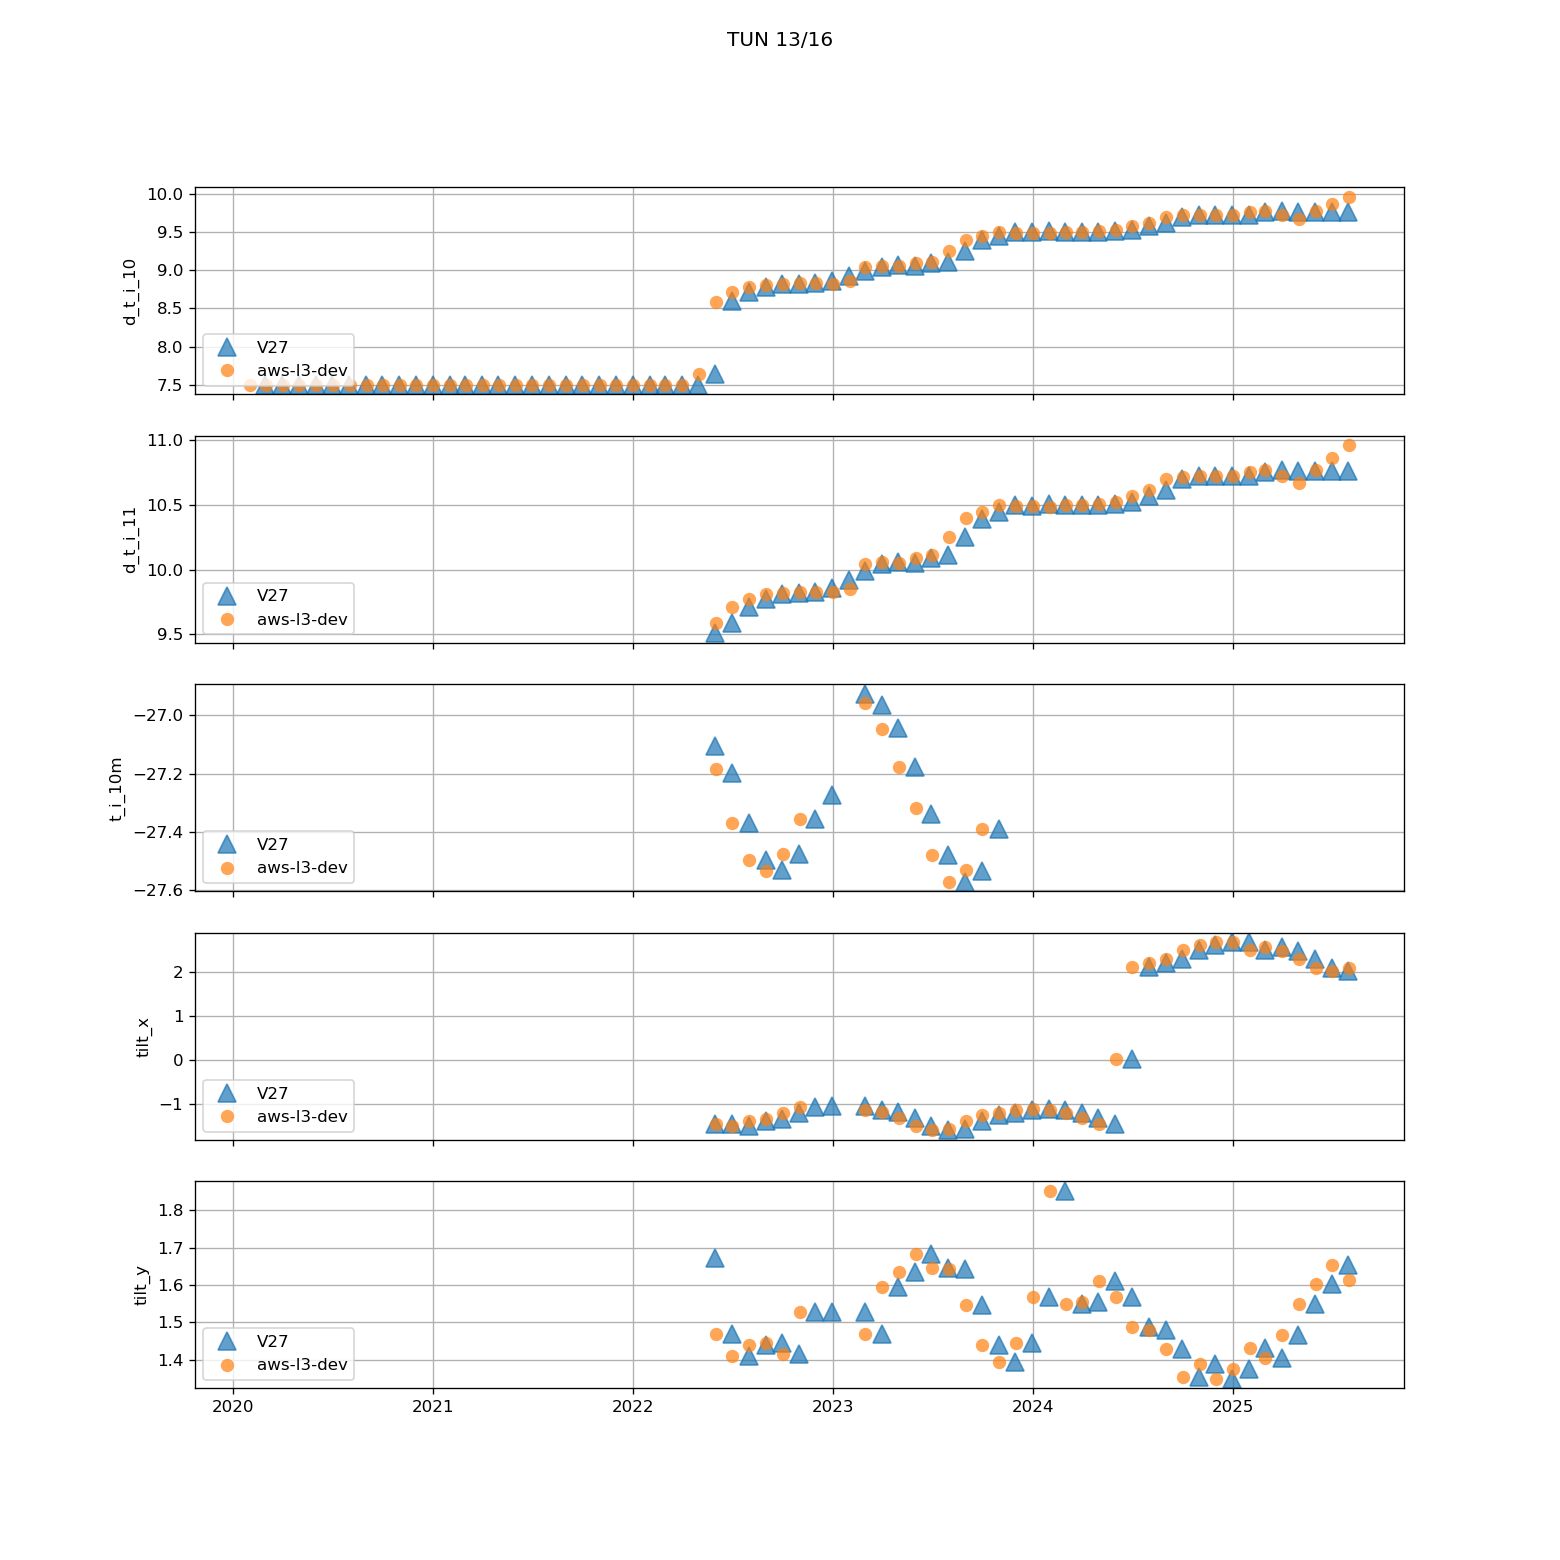 TUN 13/16
10.0
9.5
9.0
8.5
8.0
7.5
d_t_i_10
V27
aws-l3-dev
11.0
10.5
10.0
9.5
d_t_i_11
V27
aws-l3-dev
−27.0
−27.2
−27.4
−27.6
t_i_10m
V27
aws-l3-dev
2
1
0
−1
tilt_x
V27
aws-l3-dev
1.8
1.7
1.6
1.5
1.4
tilt_y
V27
aws-l3-dev
2020 2021 2022 2023 2024 2025